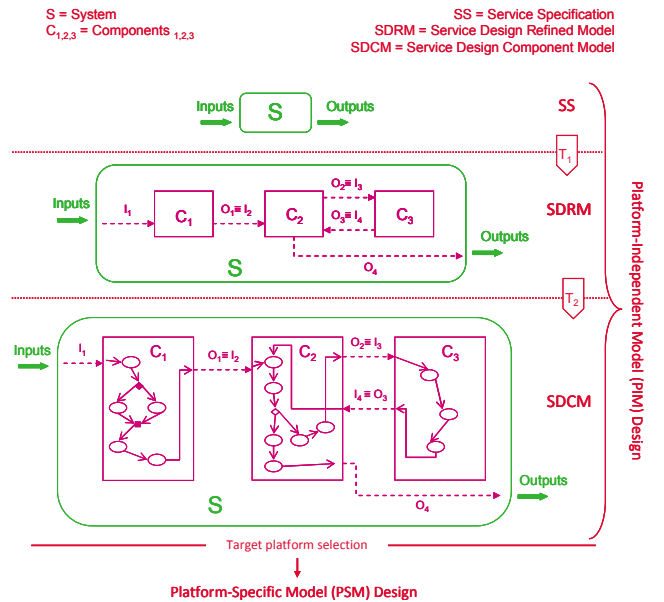 S = System
C1,2,3 = Components 1,2,3
SS = Service Specification
SDRM = Service Design Refined Model
SDCM = Service Design Component Model
Inputs
S
Outputs
SS
T1
Inputs
I1
C1
O1≡ I2
C2
O2≡ I3
O3≡ I4
C3
O4
Outputs
S
SDRM
T2
Inputs
I1
C1
O1≡ I2
C2
O2≡ I3
I4 ≡ O3
C3
O4
Outputs
S
SDCM
Platform-Independent Model (PIM) Design
Target platform selection
Platform-Specific Model (PSM) Design